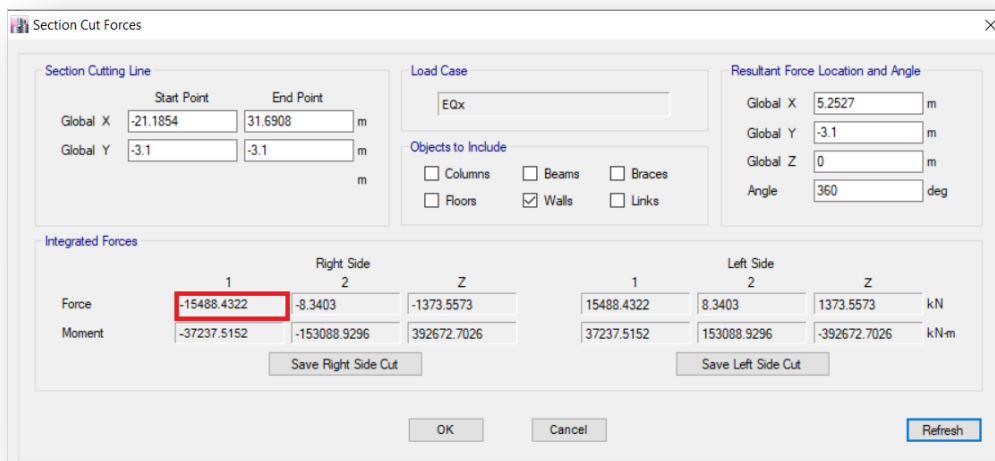 Section Cut Forces
Section Cutting Line
Start Point End Point
Global X -21.1854 31.6908 m
Global Y -3.1 -3.1 m
m
Load Case
EQx
Objects to Include
Columns Beams Braces
Floors Walls Links
Resultant Force Location and Angle
Global X 5.2527 m
Global Y -3.1 m
Global Z 0 m
Angle 360 deg
Integrated Forces
Right Side Left Side
1 2 Z 1 2 Z
Force -15488.4322 -8.3403 -1373.5573 15488.4322 8.3403 1373.5573 kN
Moment -37237.5152 -153088.9296 392672.7026 37237.5152 153088.9296 -392672.7026 kN-m
Save Right Side Cut Save Left Side Cut
OK Cancel Refresh